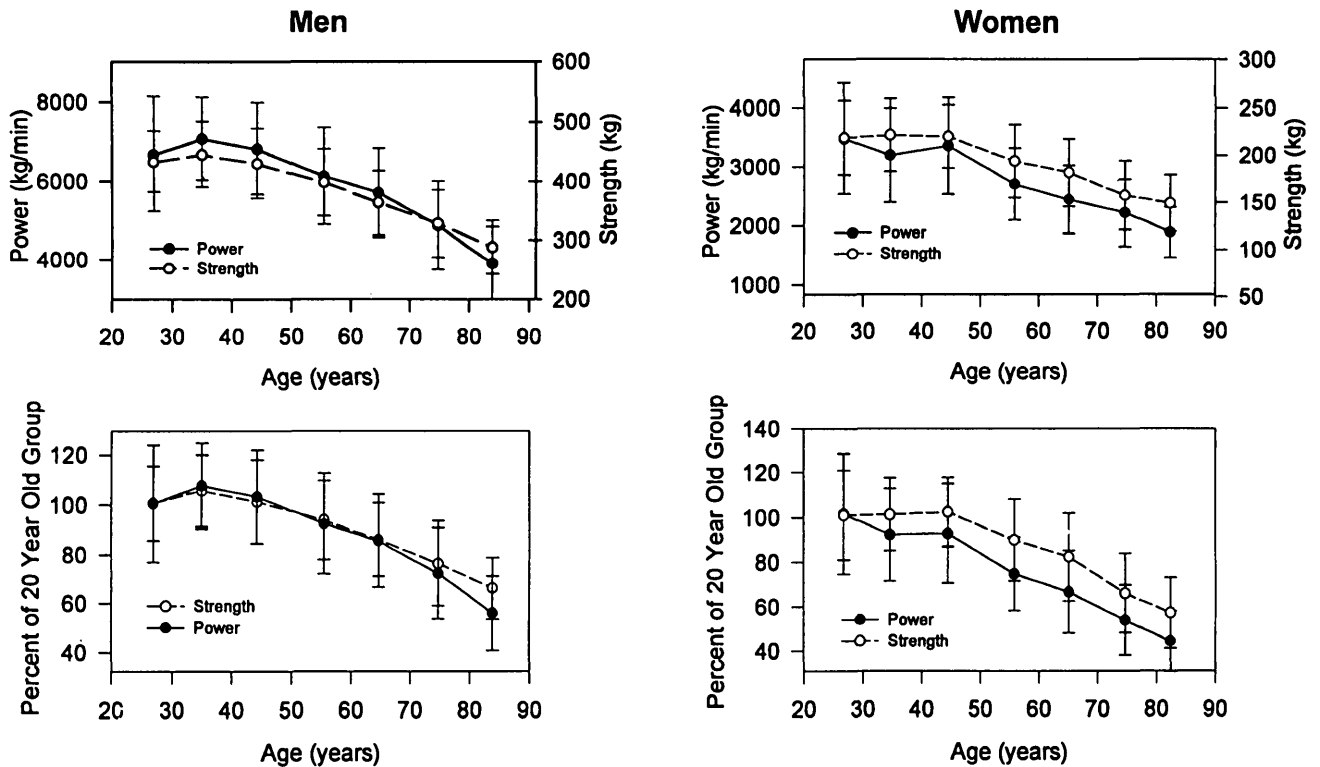 Men
Power (kg/min)
8000
6000
4000
600
500
400
300
200
Strength (kg)
Power
Strength
20 30 40 50 60 70 80 90
Age (years)
Women
Power (kg/min)
4000
3000
2000
1000
300
250
200
150
100
50
Strength (kg)
Power
Strength
20 30 40 50 60 70 80 90
Age (years)
Percent of 20 Year Old Group
120
100
80
60
40
Strength
Power
20 30 40 50 60 70 80 90
Age (years)
Percent of 20 Year Old Group
140
120
100
80
60
40
Power
Strength
20 30 40 50 60 70 80 90
Age (years)